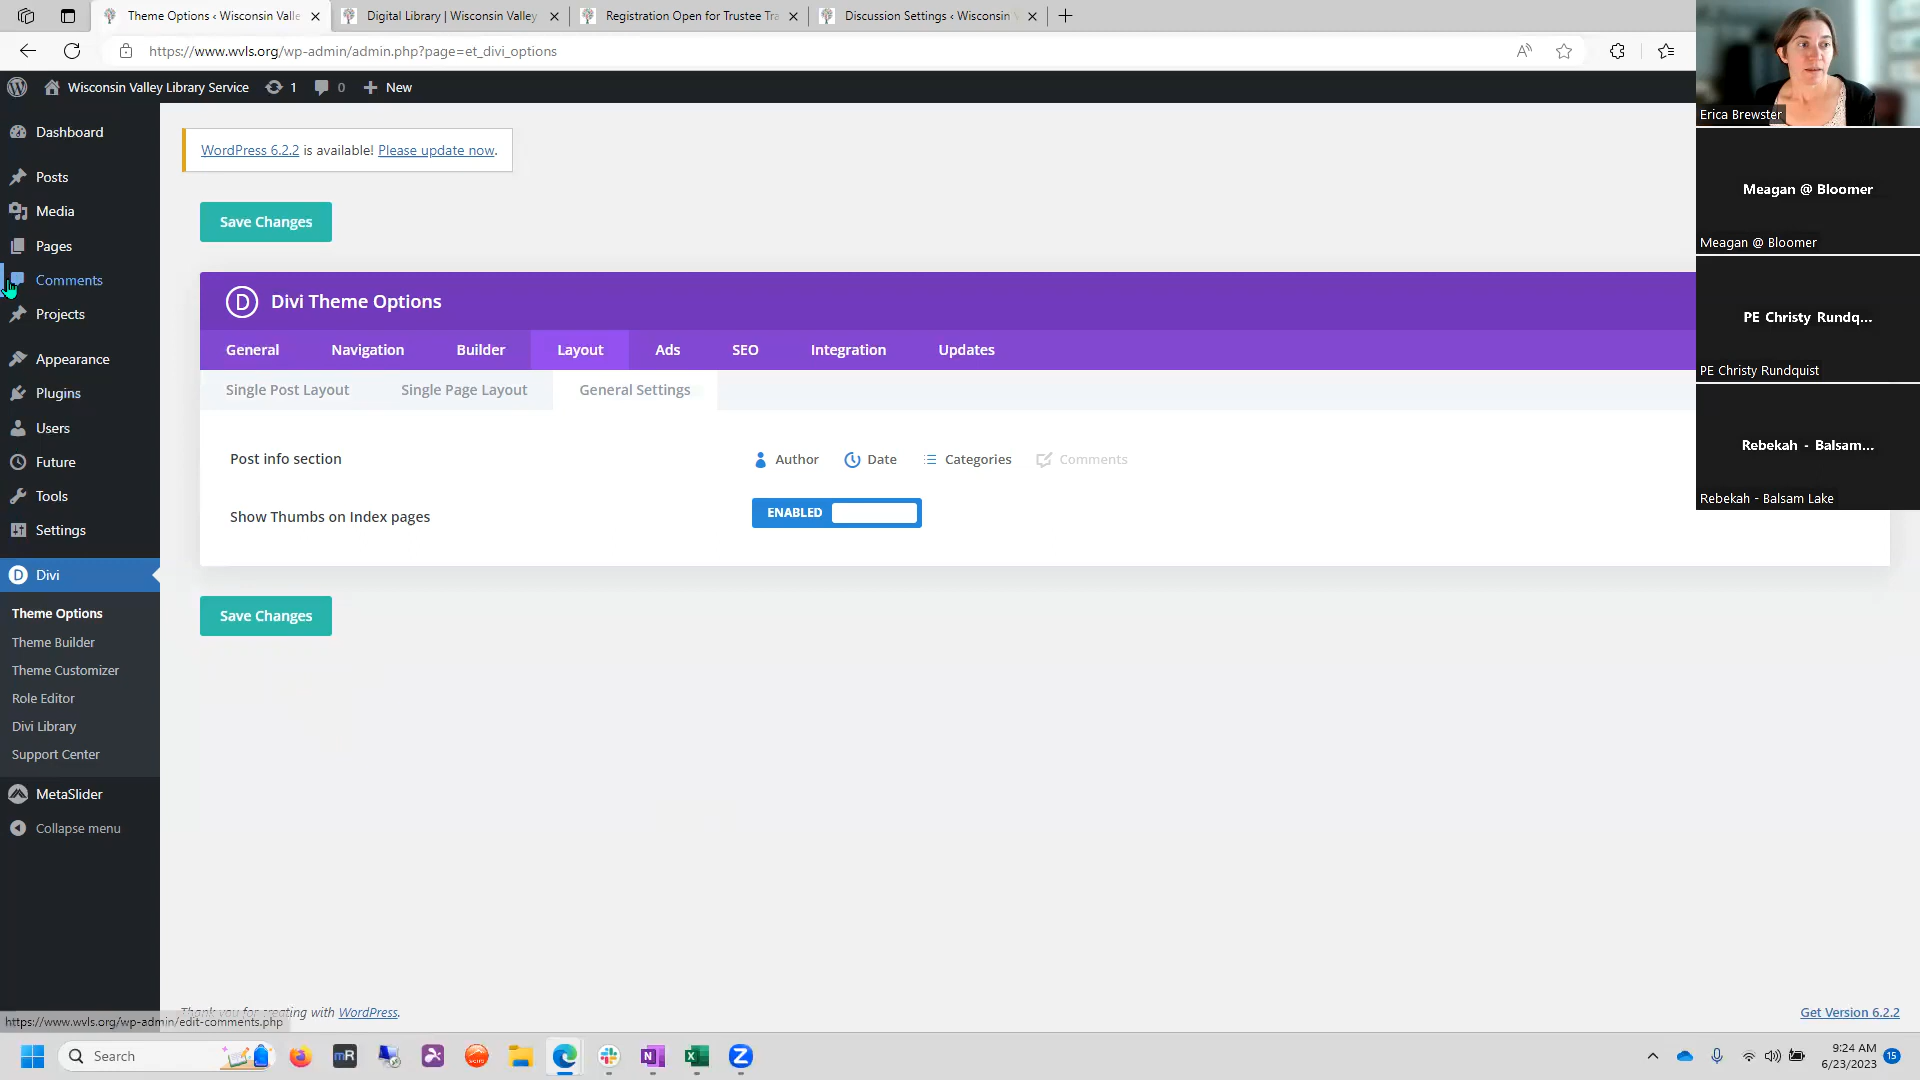 Theme Options ‹ Wisconsin Valle
Digital Library | Wisconsin Valley
Registration Open for Trustee Tra
Discussion Settings ‹ Wisconsin V
https://www.wvls.org/wp-admin/admin.php?page=et_divi_options
Wisconsin Valley Library Service
1
0
New
Dashboard
Posts
Media
Pages
Comments
Projects
Appearance
Plugins
Users
Future
Tools
Settings
Divi
Theme Options
Theme Builder
Theme Customizer
Role Editor
Divi Library
Support Center
MetaSlider
Collapse menu
WordPress 6.2.2 is available! Please update now.
Save Changes
D Divi Theme Options
General Navigation Builder Layout Ads SEO Integration Updates
Single Post Layout Single Page Layout General Settings
Post info section
Author Date Categories Comments
Show Thumbs on Index pages
ENABLED
Save Changes
Thank you for creating with WordPress.
Get Version 6.2.2
https://www.wvls.org/wp-admin/edit-comments.php
Erica Brewster
Meagan @ Bloomer
Meagan @ Bloomer
PE Christy Rundq...
PE Christy Rundquist
Rebekah - Balsam...
Rebekah - Balsam Lake
Search
mR
N
X
Z
9:24 AM
6/23/2023
15